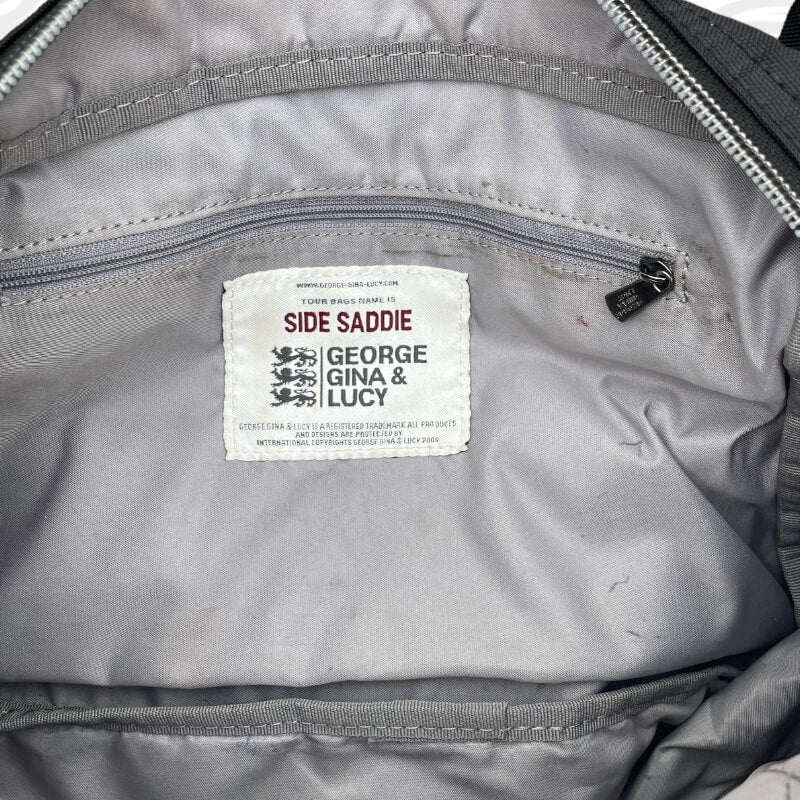 WWW.GEORGE-GINA-LUCY.COM
YOUR BAGS NAME IS
SIDE SADDIE
GEORGE
GINA &
LUCY
GEORGE GINA & LUCY IS A REGISTERED TRADEMARK ALL PRODUCTS
AND DESIGNS ARE PROTECTED BY
INTERNATIONAL COPYRIGHTS GEORGE GINA & LUCY